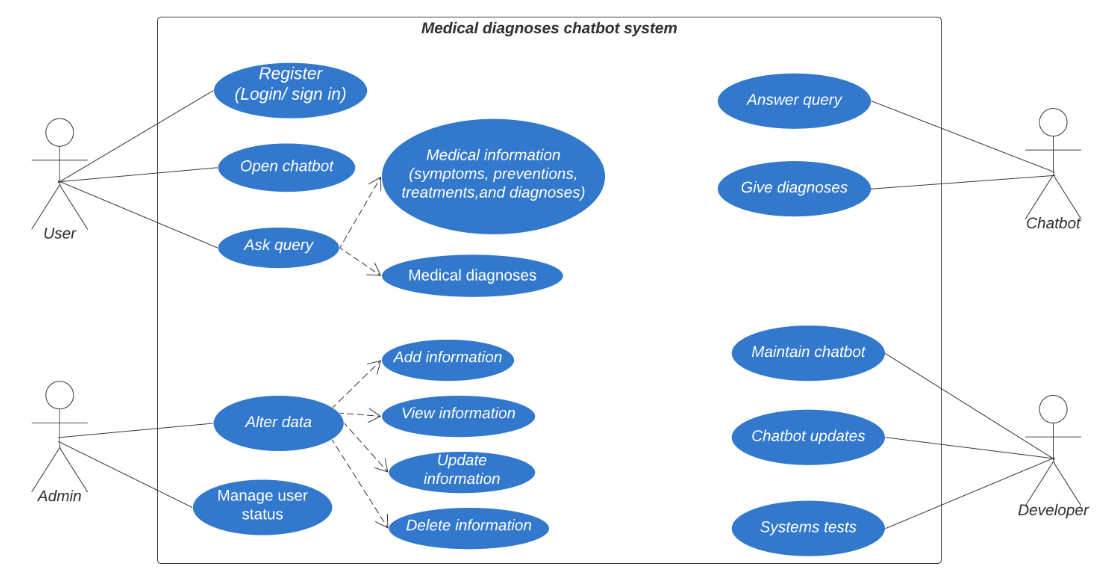 Medical diagnoses chatbot system
Register
(Login/ sign in)
Open chatbot
Ask query
User
Medical information
(symptoms, preventions,
treatments,and diagnoses)
Medical diagnoses
Answer query
Give diagnoses
Chatbot
Alter data
Manage user
status
Admin
Add information
View information
Update
information
Delete information
Maintain chatbot
Chatbot updates
Systems tests
Developer